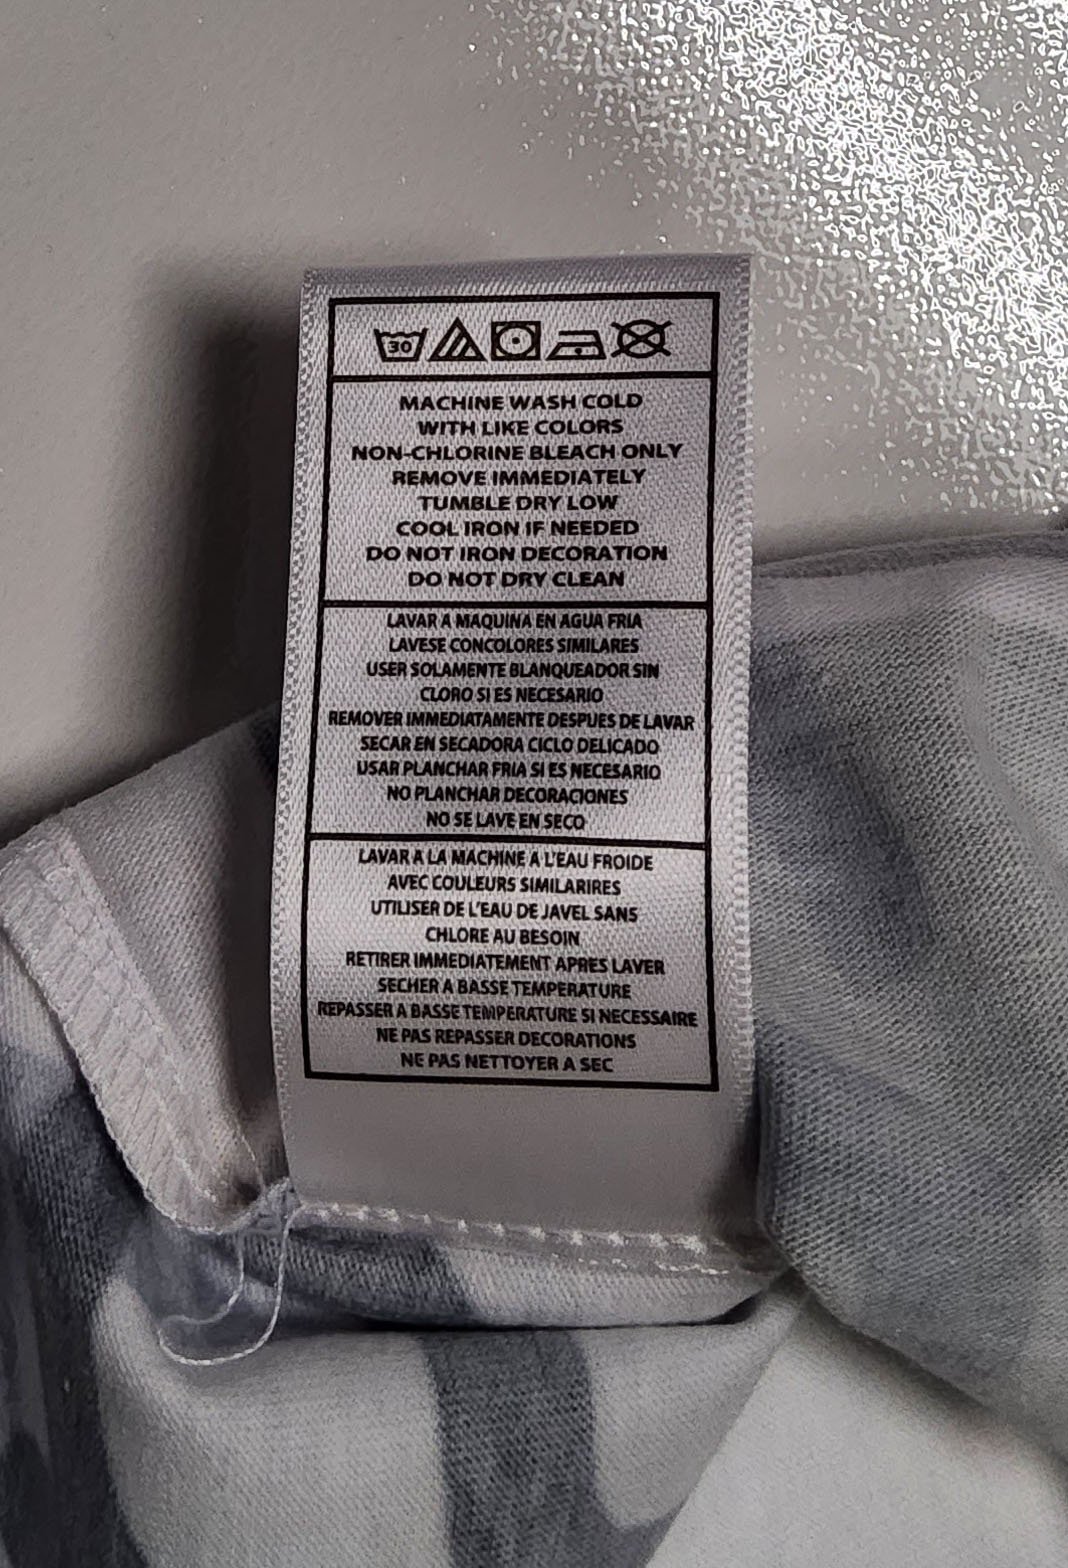 30
MACHINE WASH COLD
WITH LIKE COLORS
NON-CHLORINE BLEACH ONLY
REMOVE IMMEDIATELY
TUMBLE DRY LOW
COOL IRON IF NEEDED
DO NOT IRON DECORATION
DO NOT DRY CLEAN
LAVAR A MAQUINA EN AGUA FRIA
LAVESE CON COLORES SIMILARES
USER SOLAMENTE BLANQUEADOR SIN
CLORO SI ES NECESARIO
REMOVER IMMEDIATAMENTE DESPUES DE LAVAR
SECAR EN SECADORA CICLO DELICADO
USAR PLANCHAR FRIA SI ES NECESARIO
NO PLANCHAR DECORACIONES
NO SE LAVE EN SECO
LAVAR A LA MACHINE A L'EAU FROIDE
AVEC COULEURS SIMILARIRES
UTILISER DE L'EAU DE JAVEL SANS
CHLORE AU BESOIN
RETIRER IMMEDIATEMENT APRES LAVER
SECHER A BASSE TEMPERATURE
REPASSER A BASSE TEMPERATURE SI NECESSAIRE
NE PAS REPASSER DECORATIONS
NE PAS NETTOYER A SEC